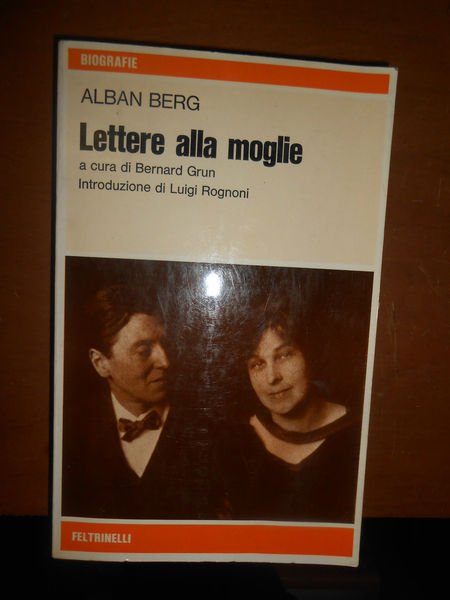 BIOGRAFIE
ALBAN BERG
Lettere alla moglie
a cura di Bernard Grun
Introduzione di Luigi Rognoni
FELTRINELLI